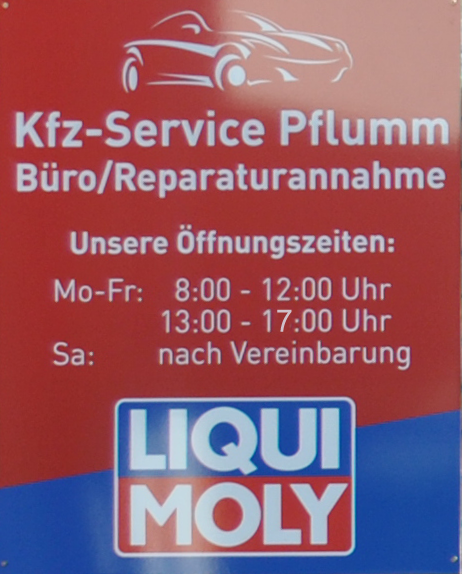 Kfz-Service Pflumm
Büro/Reparaturannahme
Unsere Öffnungszeiten:
Mo-Fr: 8:00 - 12:00 Uhr
13:00 - 17:00 Uhr
Sa: nach Vereinbarung
LIQUI
MOLY